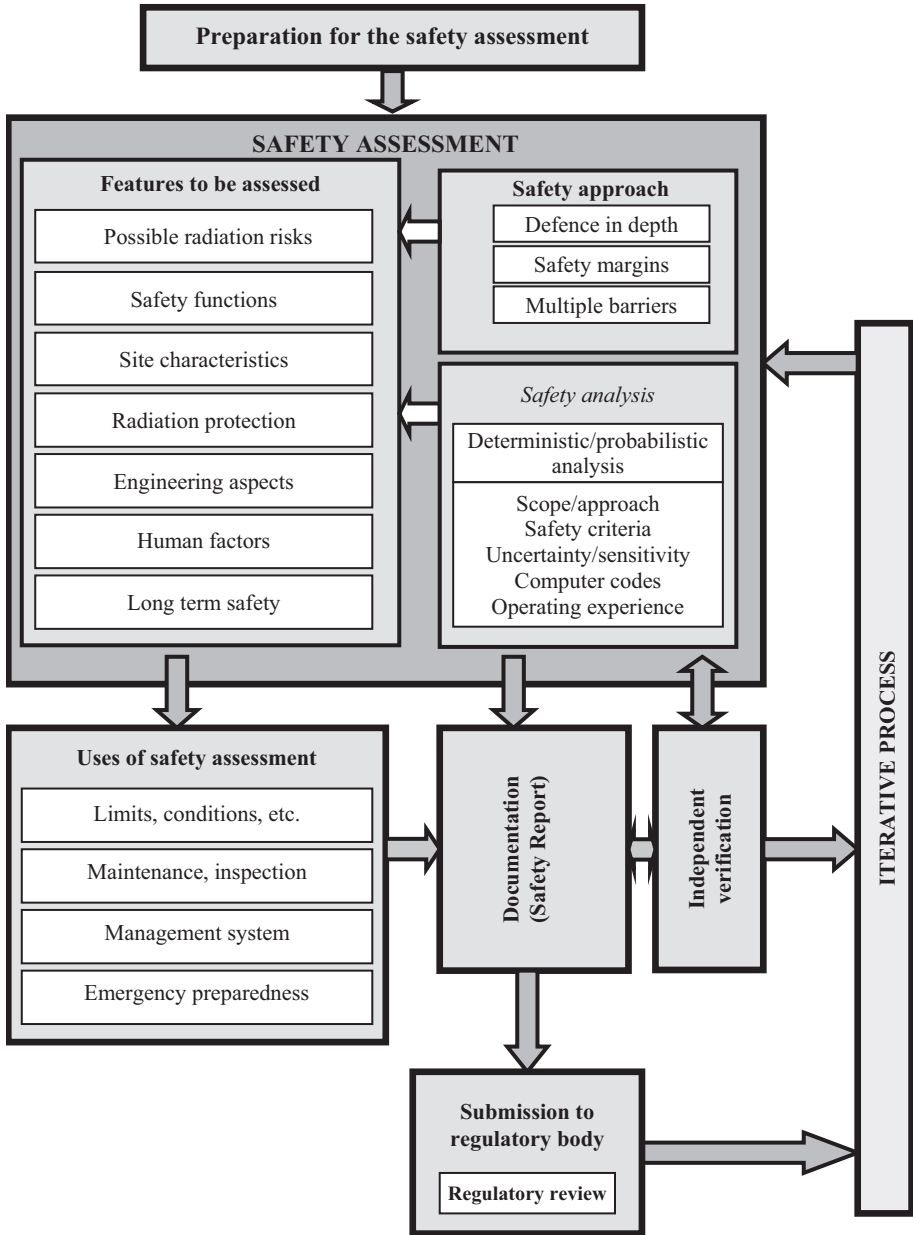 Preparation for the safety assessment
SAFETY ASSESSMENT
Features to be assessed
Possible radiation risks
Safety functions
Site characteristics
Radiation protection
Engineering aspects
Human factors
Long term safety
Safety approach
Defence in depth
Safety margins
Multiple barriers
Safety analysis
Deterministic/probabilistic
analysis
Scope/approach
Safety criteria
Uncertainty/sensitivity
Computer codes
Operating experience
Uses of safety assessment
Limits, conditions, etc.
Maintenance, inspection
Management system
Emergency preparedness
Documentation
(Safety Report)
Independent
verification
Submission to
regulatory body
Regulatory review
ITERATIVE PROCESS